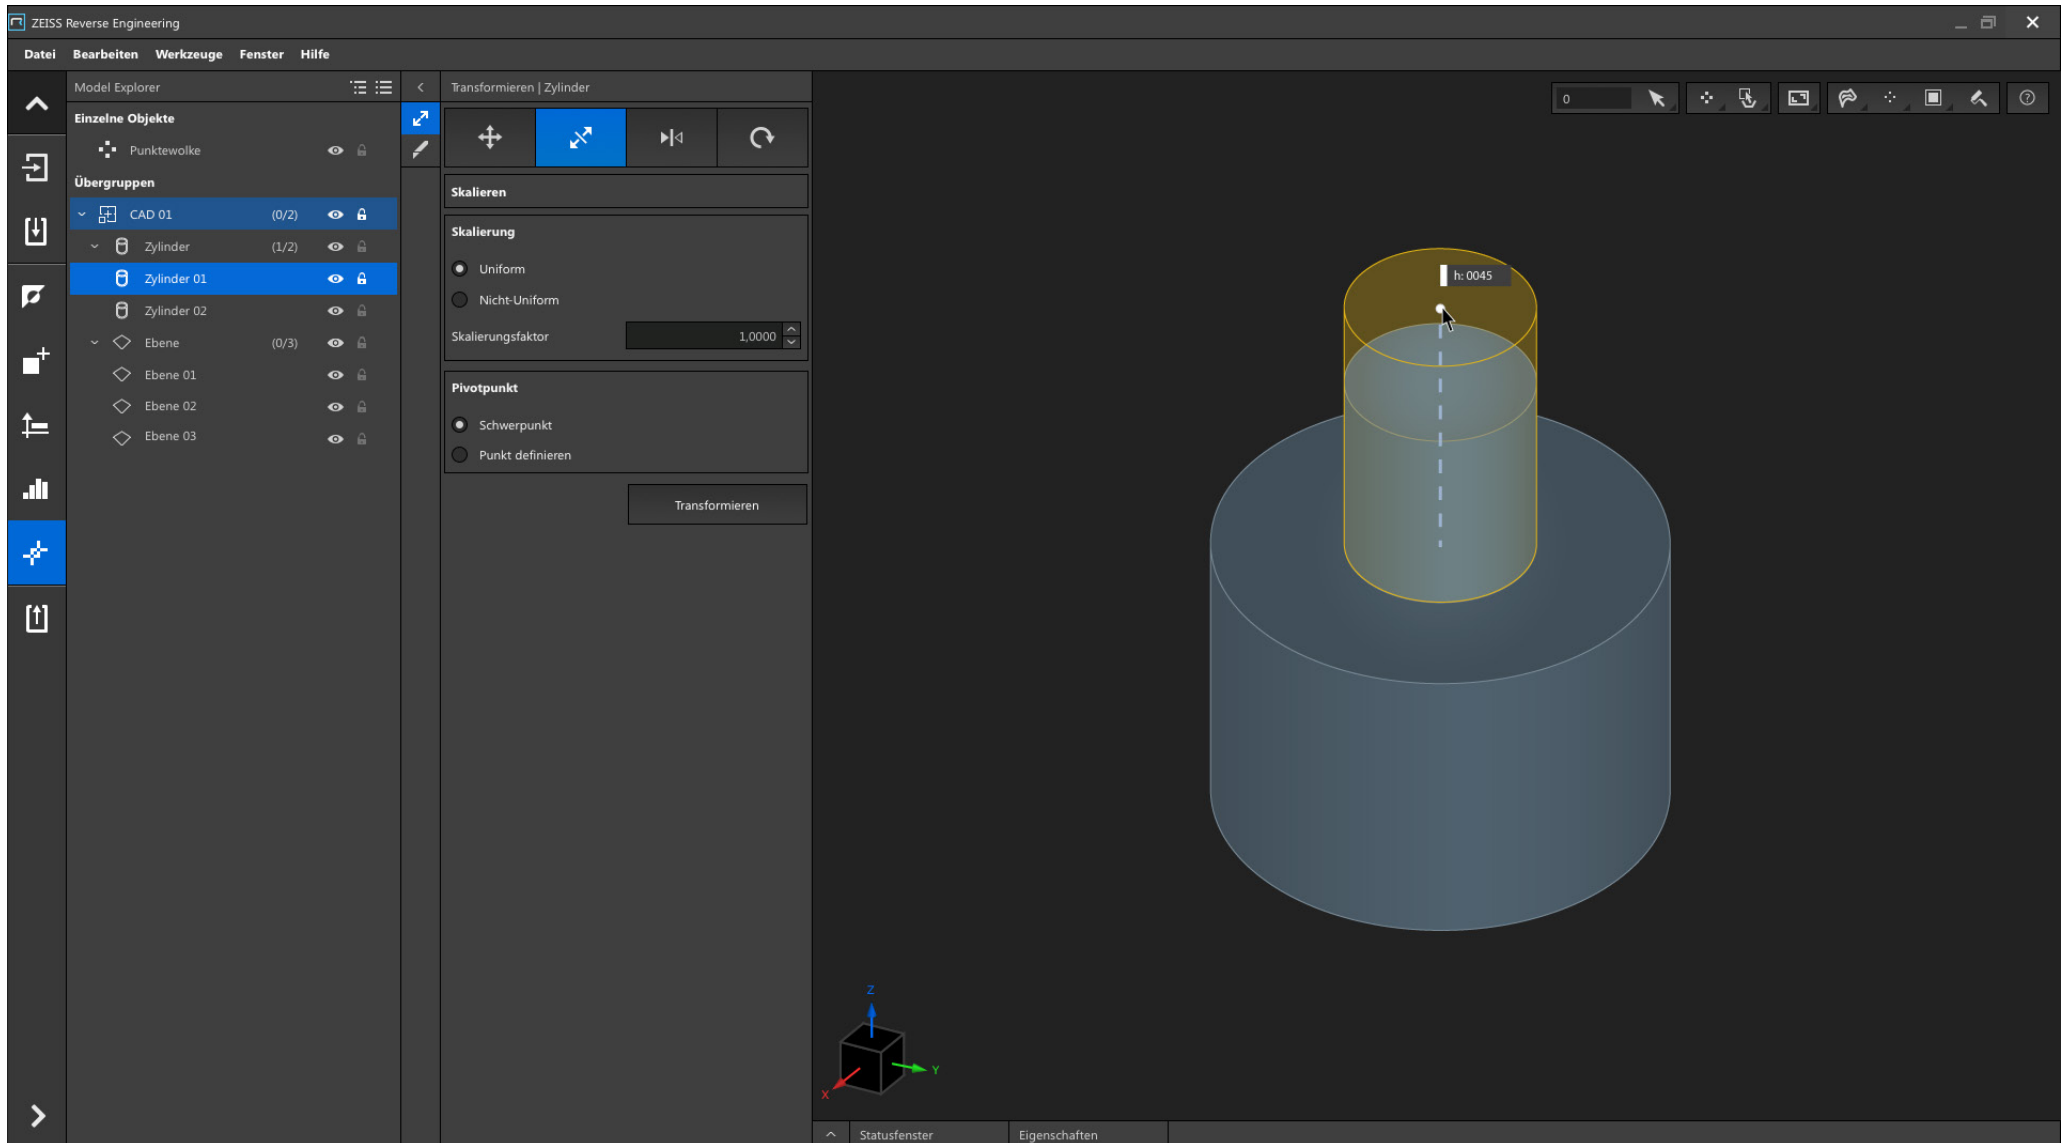 ZEISS Reverse Engineering
Datei Bearbeiten Werkzeuge Fenster Hilfe
Model Explorer
Einzelne Objekte
Punktewolke
Übergruppen
CAD 01 (0/2)
Zylinder (1/2)
Zylinder 01
Zylinder 02
Ebene (0/3)
Ebene 01
Ebene 02
Ebene 03
Transformieren | Zylinder
Skalieren
Skalierung
Uniform
Nicht-Uniform
Skalierungsfaktor 1,0000
Pivotpunkt
Schwerpunkt
Punkt definieren
Transformieren
0
?
h: 0045
Z
Y
X
Statusfenster Eigenschaften